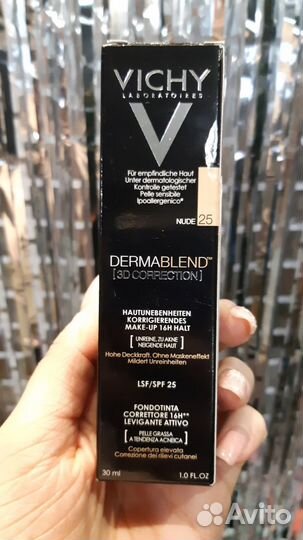 VICHY
LABORATOIRES
V
Für empfindliche Haut
Unter dermatologischer
Kontrolle getestet
Pelle sensibile
Ipoallergenico*
NUDE 25
DERMABLEND™
[3D CORRECTION]
HAUTUNEBENHEITEN
KORRIGIERENDES
MAKE-UP 16H HALT
UNREINE, ZU AKNE
NEIGENDE HAUT
Hohe Deckkraft. Ohne Maskeneffekt
Mildert Unreinheiten
LSF/SPF 25
FONDOTINTA
CORRETTORE 16H**
LEVIGANTE ATTIVO
PELLE GRASSA
A TENDENZA ACNEICA
Copertura elevata
Correzione dei rilievi cutanei
30 ml 1.0 FL.OZ
Avito